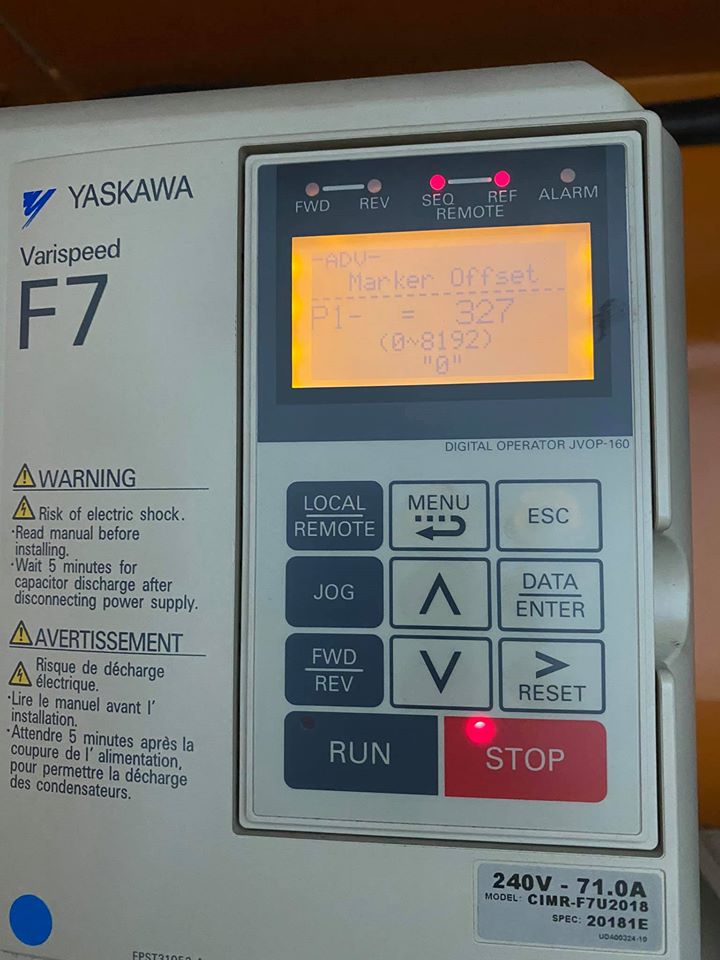 YASKAWA
Varispeed
F7
FWD REV SEQ REF ALARM
REMOTE
-ADV-
Marker Offset
P1- = 327
(0~8192)
"0"
DIGITAL OPERATOR JVOP-160
LOCAL
REMOTE
MENU
ESC
JOG
DATA
ENTER
FWD
REV
>
RESET
RUN
STOP
WARNING
Risk of electric shock.
·Read manual before
installing.
·Wait 5 minutes for
capacitor discharge after
disconnecting power supply.
AVERTISSEMENT
Risque de décharge
électrique.
·Lire le manuel avant l'
installation.
·Attendre 5 minutes après la
coupure de l' alimentation,
pour permettre la décharge
des condensateurs.
240V - 71.0A
MODEL: CIMR-F7U2018
SPEC: 20181E